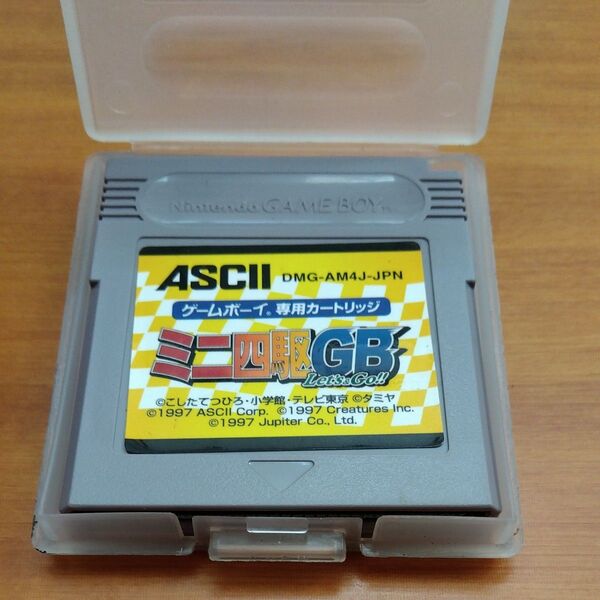 Nintendo GAME BOY TM
ASCII DMG-AM4J-JPN
ゲームボーイ® 専用カートリッジ
ミニ四駆GB
Let's&Go!!
©こしたてつひろ・小学館・テレビ東京 ©タミヤ
©1997 ASCII Corp. ©1997 Creatures Inc.
©1997 Jupiter Co., Ltd.